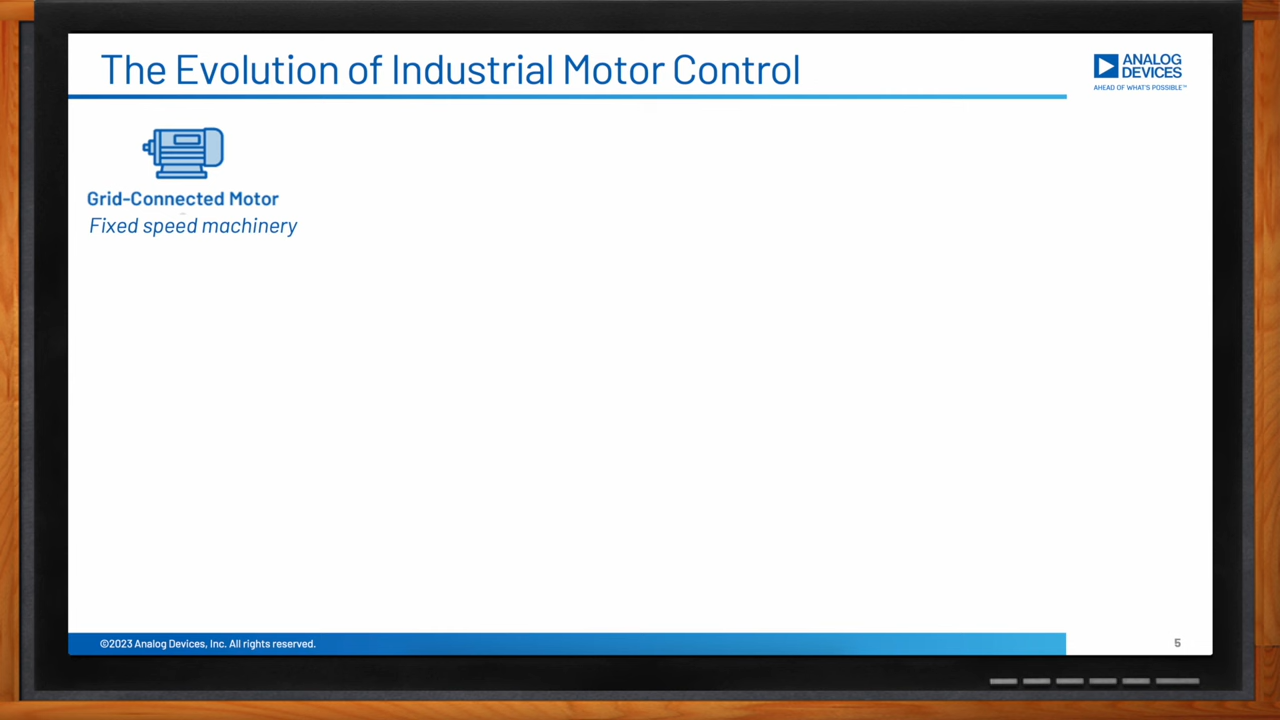 The Evolution of Industrial Motor Control
ANALOG
DEVICES
AHEAD OF WHAT'S POSSIBLE™
Grid-Connected Motor
Fixed speed machinery
©2023 Analog Devices, Inc. All rights reserved.
5